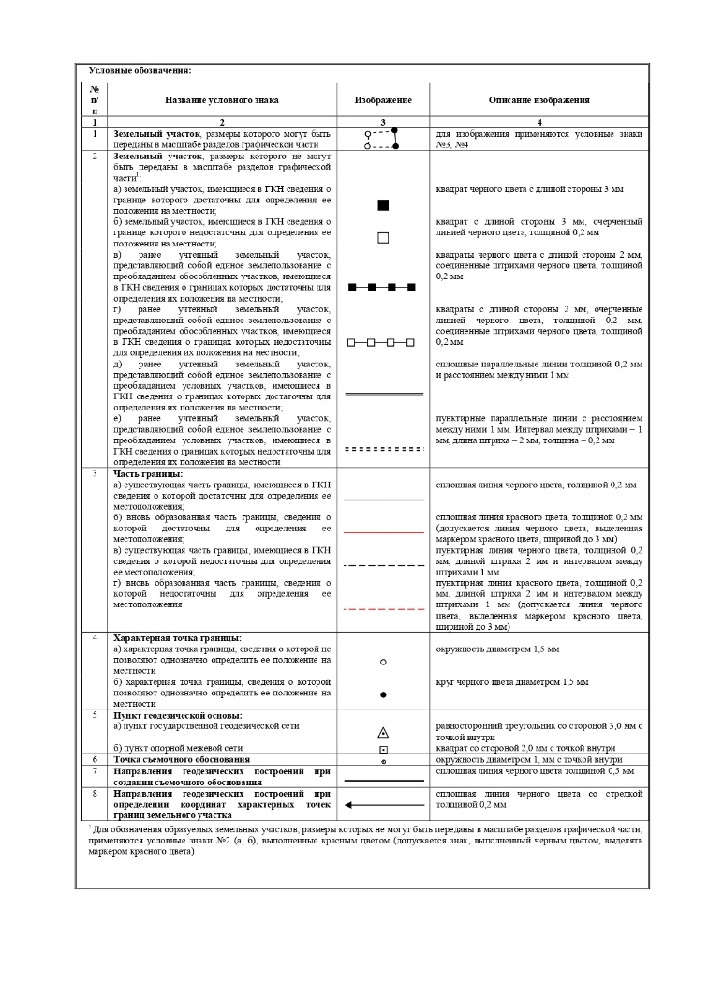 Условные обозначения:
№
п/
п
Название условного знака
Изображение
Описание изображения
1
2
3
4
1
Земельный участок, размеры которого могут быть
переданы в масштабе разделов графической части
для изображения применяются условные знаки
№3, №4
2
Земельный участок, размеры которого не могут
быть переданы в масштабе разделов графической
части1:
а) земельный участок, имеющиеся в ГКН сведения о
границе которого достаточны для определения ее
положения на местности;
квадрат черного цвета с длиной стороны 3 мм
б) земельный участок, имеющиеся в ГКН сведения о
границе которого недостаточны для определения ее
положения на местности;
квадрат с длиной стороны 3 мм, очерченный
линией черного цвета, толщиной 0,2 мм
в) ранее учтенный земельный участок,
представляющий собой единое землепользование с
преобладанием обособленных участков, имеющиеся
в ГКН сведения о границах которых достаточны для
определения их положения на местности;
квадраты черного цвета с длиной стороны 2 мм,
соединенные штрихами черного цвета, толщиной
0,2 мм
г) ранее учтенный земельный участок,
представляющий собой единое землепользование с
преобладанием обособленных участков, имеющиеся
в ГКН сведения о границах которых недостаточны
для определения их положения на местности;
квадраты с длиной стороны 2 мм, очерченные
линией черного цвета, толщиной 0,2 мм,
соединенные штрихами черного цвета, толщиной
0,2 мм
д) ранее учтенный земельный участок,
представляющий собой единое землепользование с
преобладанием условных участков, имеющиеся в
ГКН сведения о границах которых достаточны для
определения их положения на местности;
сплошные параллельные линии толщиной 0,2 мм
и расстоянием между ними 1 мм
е) ранее учтенный земельный участок,
представляющий собой единое землепользование с
преобладанием условных участков, имеющиеся в
ГКН сведения о границах которых недостаточны для
определения их положения на местности
пунктирные параллельные линии с расстоянием
между ними 1 мм. Интервал между штрихами – 1
мм, длина штриха – 2 мм, толщина – 0,2 мм
3
Часть границы:
а) существующая часть границы, имеющиеся в ГКН
сведения о которой достаточны для определения ее
местоположения;
сплошная линия черного цвета, толщиной 0,2 мм
б) вновь образованная часть границы, сведения о
которой достаточны для определения ее
местоположения;
сплошная линия красного цвета, толщиной 0,2 мм
(допускается линия черного цвета, выделенная
маркером красного цвета, шириной до 3 мм)
в) существующая часть границы, имеющиеся в ГКН
сведения о которой недостаточны для определения
ее местоположения;
пунктирная линия черного цвета, толщиной 0,2
мм, длиной штриха 2 мм и интервалом между
штрихами 1 мм
г) вновь образованная часть границы, сведения о
которой недостаточны для определения ее
местоположения
пунктирная линия красного цвета, толщиной 0,2
мм, длиной штриха 2 мм и интервалом между
штрихами 1 мм (допускается линия черного
цвета, выделенная маркером красного цвета,
шириной до 3 мм)
4
Характерная точка границы:
а) характерная точка границы, сведения о которой не
позволяют однозначно определить ее положение на
местности
окружность диаметром 1,5 мм
б) характерная точка границы, сведения о которой
позволяют однозначно определить ее положение на
местности
круг черного цвета диаметром 1,5 мм
5
Пункт геодезической основы:
а) пункт государственной геодезической сети
равносторонний треугольник со стороной 3,0 мм с
точкой внутри
б) пункт опорной межевой сети
квадрат со стороной 2,0 мм с точкой внутри
6
Точка съемочного обоснования
окружность диаметром 1, мм с точкой внутри
7
Направления геодезических построений при
создании съемочного обоснования
сплошная линия черного цвета толщиной 0,5 мм
8
Направления геодезических построений при
определении координат характерных точек
границ земельного участка
сплошная линия черного цвета со стрелкой
толщиной 0,2 мм
1 Для обозначения образуемых земельных участков, размеры которых не могут быть переданы в масштабе разделов графической части,
применяются условные знаки №2 (а, б), выполненные красным цветом (допускается знак, выполненный черным цветом, выделять
маркером красного цвета)